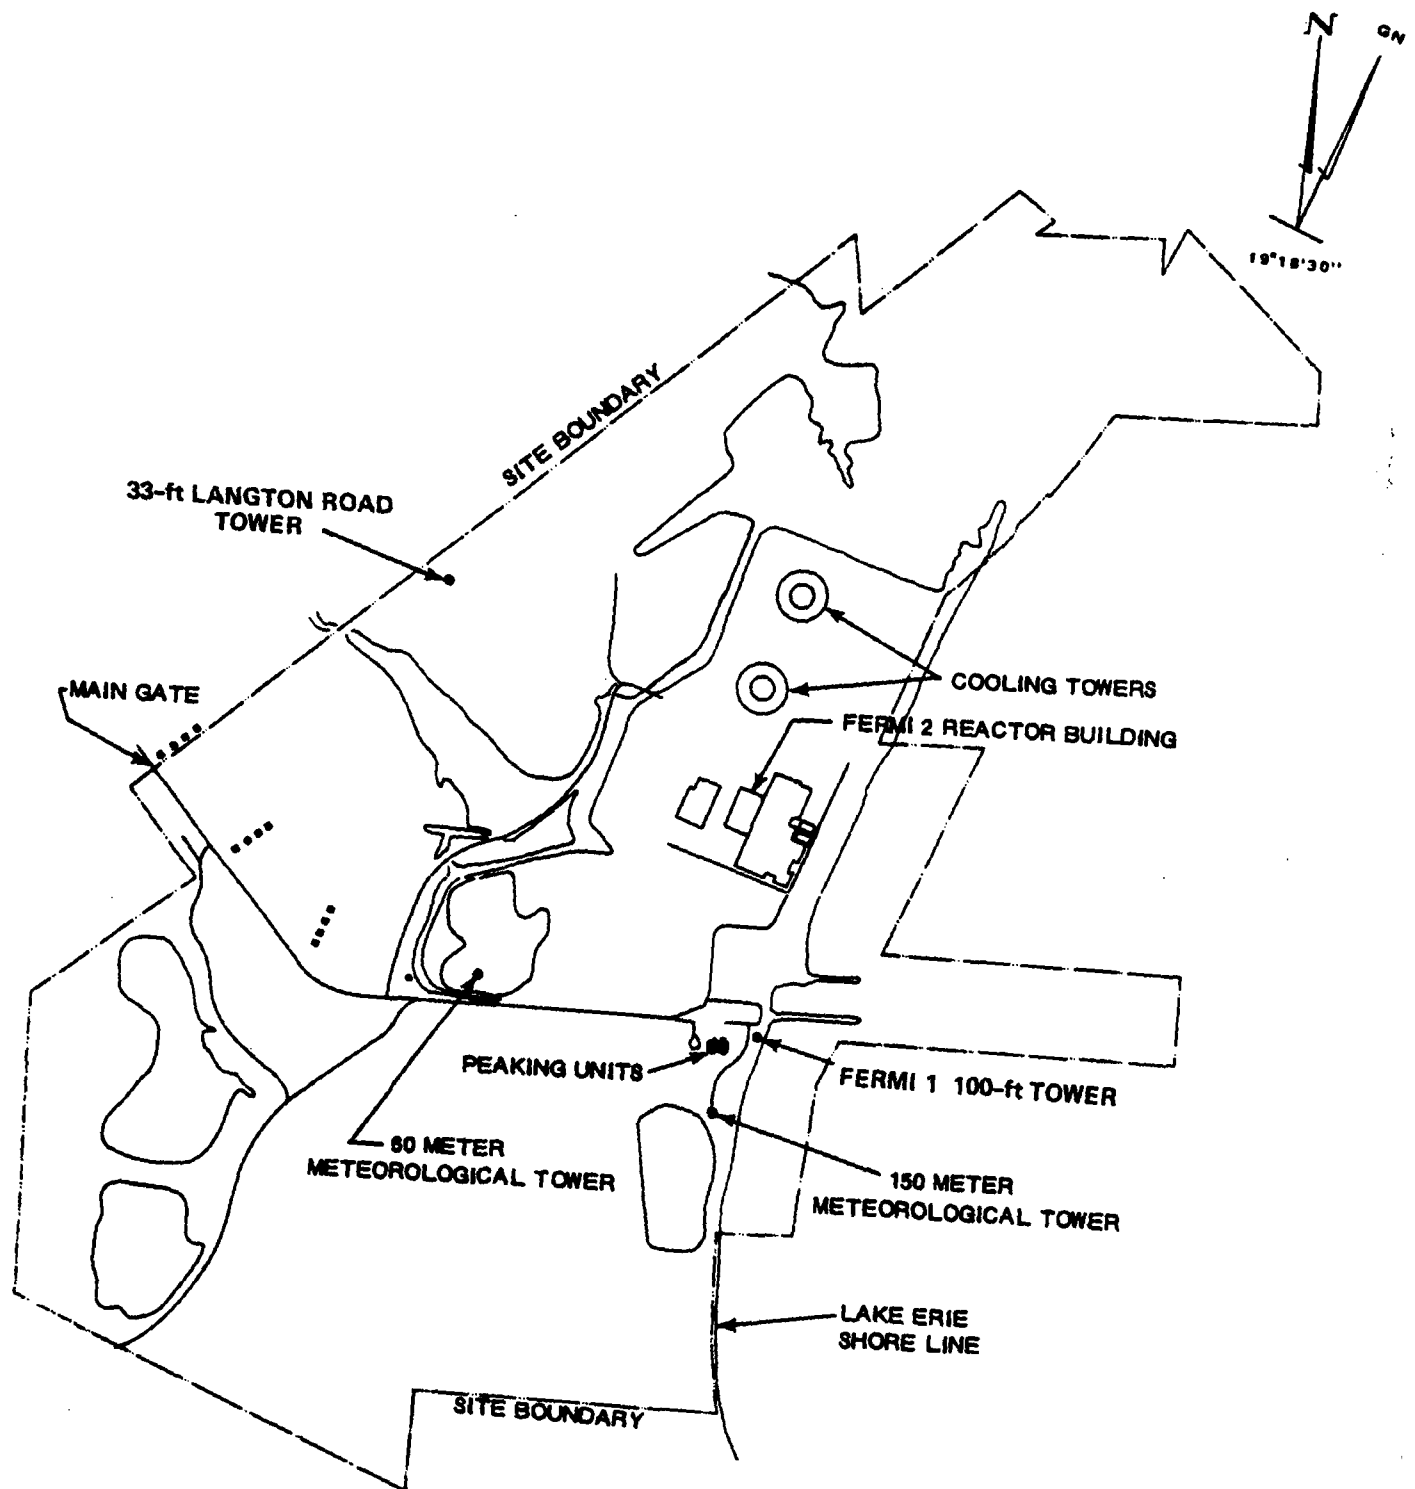 N
GN
19°18'30"
SITE BOUNDARY
33-ft LANGTON ROAD
TOWER
MAIN GATE
COOLING TOWERS
FERMI 2 REACTOR BUILDING
PEAKING UNITS
FERMI 1 100-ft TOWER
60 METER
METEOROLOGICAL TOWER
150 METER
METEOROLOGICAL TOWER
LAKE ERIE
SHORE LINE
SITE BOUNDARY